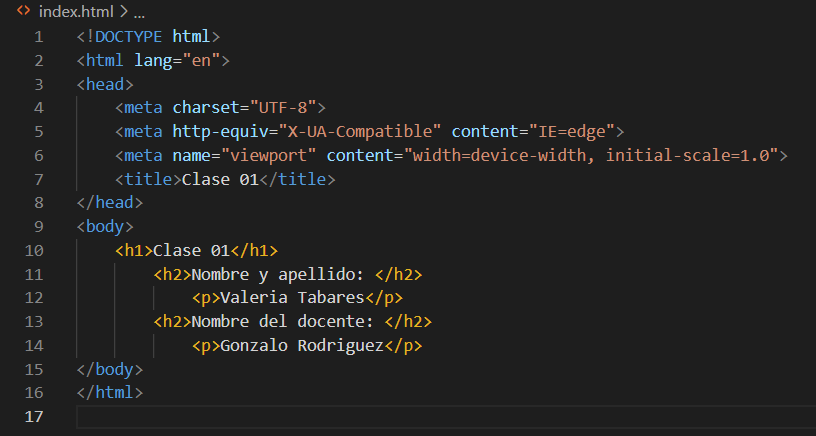 <> index.html > ...
1 <!DOCTYPE html>
2 <html lang="en">
3 <head>
4     <meta charset="UTF-8">
5     <meta http-equiv="X-UA-Compatible" content="IE=edge">
6     <meta name="viewport" content="width=device-width, initial-scale=1.0">
7     <title>Clase 01</title>
8 </head>
9 <body>
10     <h1>Clase 01</h1>
11         <h2>Nombre y apellido: </h2>
12             <p>Valeria Tabares</p>
13         <h2>Nombre del docente: </h2>
14             <p>Gonzalo Rodriguez</p>
15 </body>
16 </html>
17